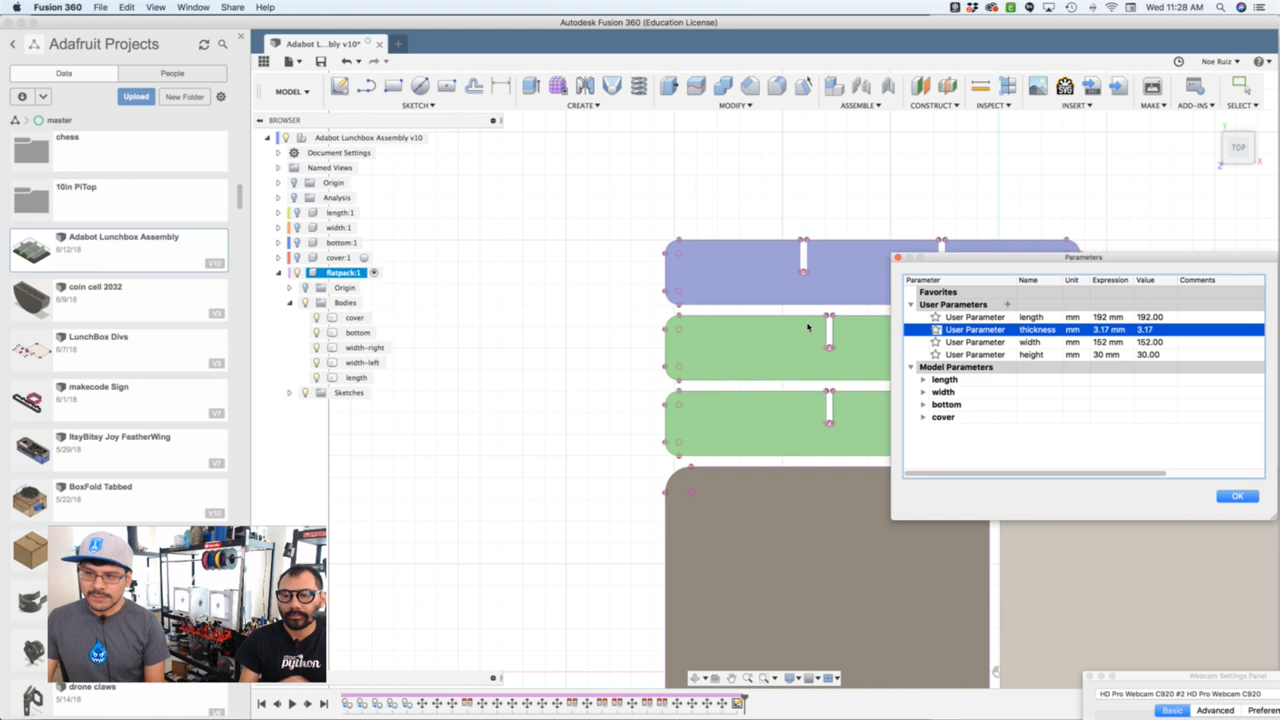 Fusion 360 File Edit View Window Share Help
Wed 11:28 AM
Autodesk Fusion 360 (Education License)
Adafruit Projects
Adabot L...bly v10*
Data People
Noe Ruiz
Upload New Folder
MODEL
SKETCH CREATE MODIFY ASSEMBLE CONSTRUCT INSPECT INSERT MAKE ADD-INS SELECT
master
BROWSER
chess
Adabot Lunchbox Assembly v10
TOP
Document Settings
Named Views
10in PiTop
Origin
Analysis
length:1
width:1
Adabot Lunchbox Assembly
6/12/18
V10
bottom:1
cover:1
flatpack:1
coin cell 2032
6/9/18
V3
Origin
Bodies
cover
bottom
width-right
width-left
length
Sketches
LunchBox Divs
6/7/18
V7
makecode Sign
6/1/18
V7
ItsyBitsy Joy FeatherWing
5/29/18
V7
BoxFold Tabbed
5/22/18
V10
drone claws
5/14/18
Parameters
Parameter Name Unit Expression Value Comments
Favorites
User Parameters
User Parameter length mm 192 mm 192.00
User Parameter thickness mm 3.17 mm 3.17
User Parameter width mm 152 mm 152.00
User Parameter height mm 30 mm 30.00
Model Parameters
length
width
bottom
cover
OK
python
Webcam Settings Panel
HD Pro Webcam C920 #2 HD Pro Webcam C920
Basic Advanced Preferen